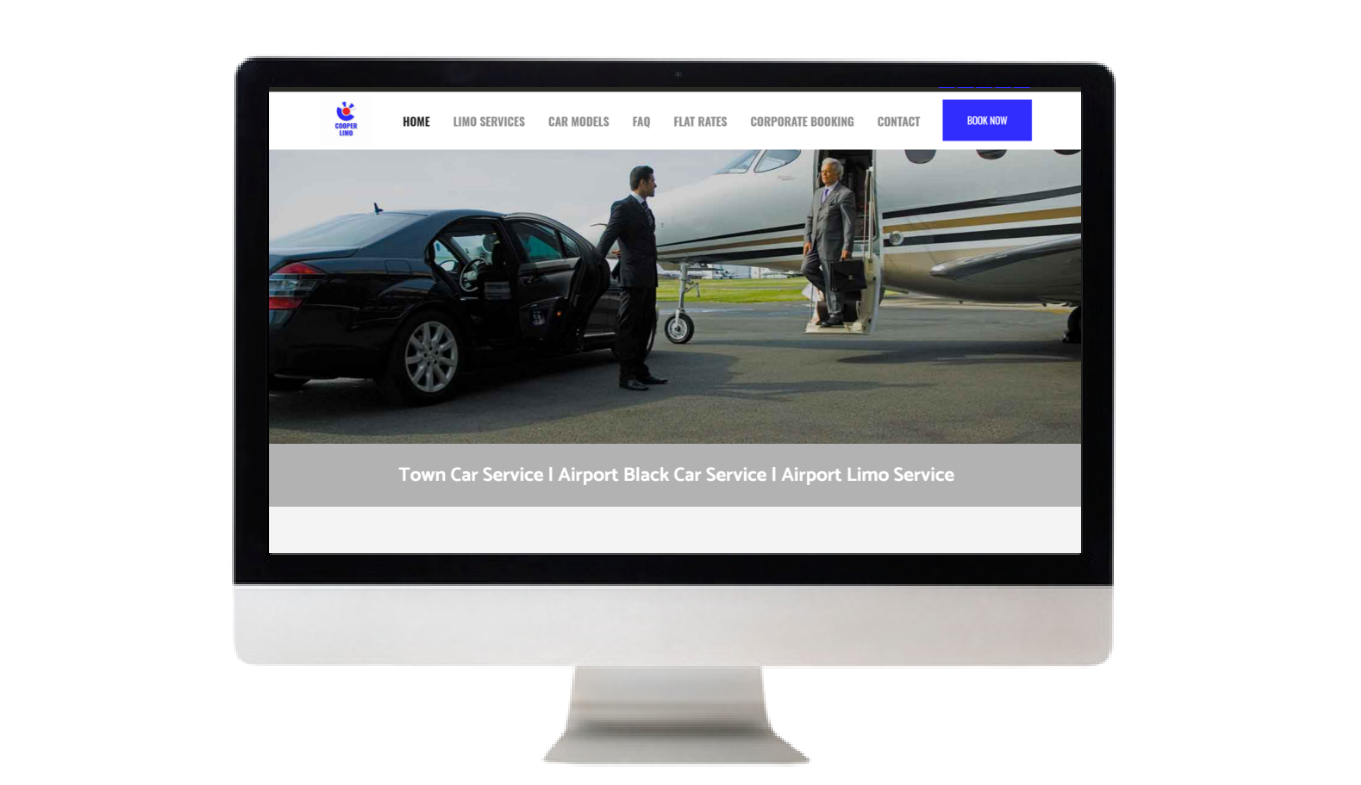 COOPER
LIMO
HOME LIMO SERVICES CAR MODELS FAQ FLAT RATES CORPORATE BOOKING CONTACT BOOK NOW
Town Car Service | Airport Black Car Service | Airport Limo Service